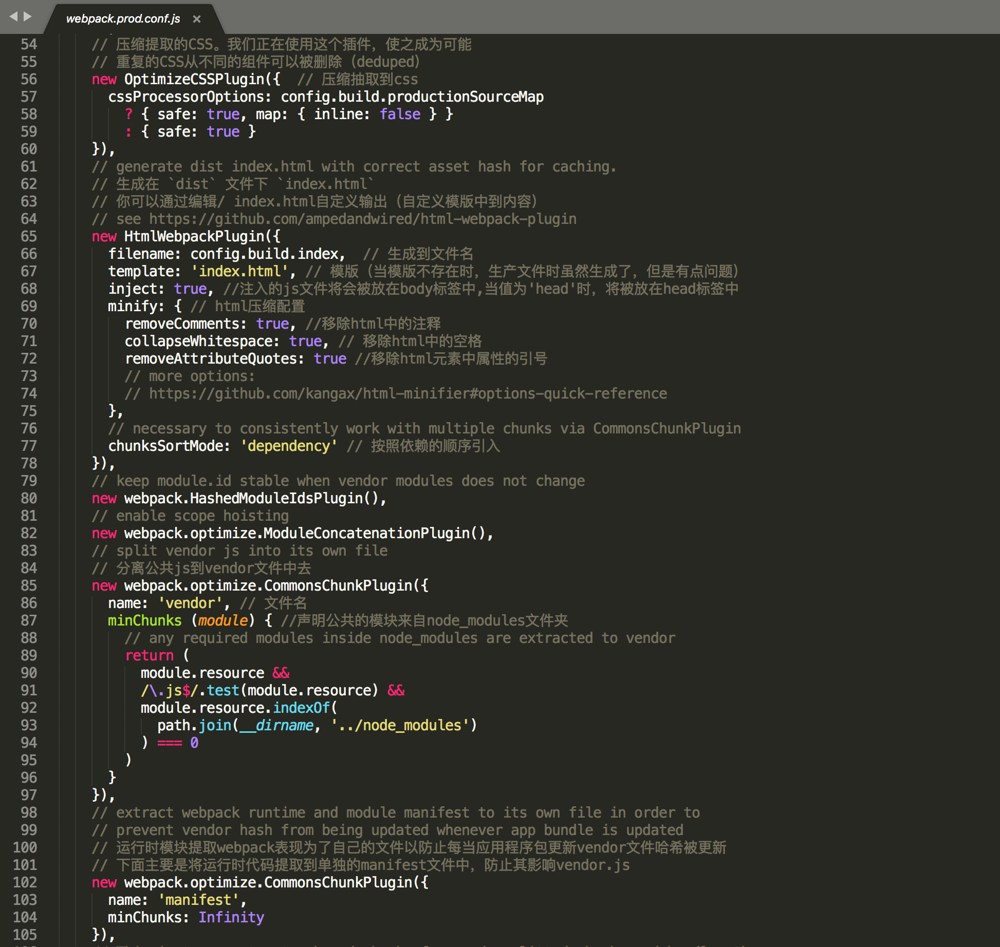 webpack.prod.conf.js ×
54 // 压缩提取的CSS。我们正在使用这个插件，使之成为可能
55 // 重复的CSS从不同的组件可以被删除（deduped）
56 new OptimizeCSSPlugin({  // 压缩抽取到css
57 cssProcessorOptions: config.build.productionSourceMap
58 ? { safe: true, map: { inline: false } }
59 : { safe: true }
60 }),
61 // generate dist index.html with correct asset hash for caching.
62 // 生成在 `dist` 文件下 `index.html`
63 // 你可以通过编辑/ index.html自定义输出（自定义模版中到内容）
64 // see https://github.com/ampedandwired/html-webpack-plugin
65 new HtmlWebpackPlugin({
66 filename: config.build.index,  // 生成到文件名
67 template: 'index.html', // 模版（当模版不存在时，生产文件时虽然生成了，但是有点问题）
68 inject: true, //注入的js文件将会被放在body标签中,当值为'head'时，将被放在head标签中
69 minify: { // html压缩配置
70 removeComments: true, //移除html中的注释
71 collapseWhitespace: true, // 移除html中的空格
72 removeAttributeQuotes: true //移除html元素中属性的引号
73 // more options:
74 // https://github.com/kangax/html-minifier#options-quick-reference
75 },
76 // necessary to consistently work with multiple chunks via CommonsChunkPlugin
77 chunksSortMode: 'dependency' // 按照依赖的顺序引入
78 }),
79 // keep module.id stable when vendor modules does not change
80 new webpack.HashedModuleIdsPlugin(),
81 // enable scope hoisting
82 new webpack.optimize.ModuleConcatenationPlugin(),
83 // split vendor js into its own file
84 // 分离公共js到vendor文件中去
85 new webpack.optimize.CommonsChunkPlugin({
86 name: 'vendor', // 文件名
87 minChunks (module) { //声明公共的模块来自node_modules文件夹
88 // any required modules inside node_modules are extracted to vendor
89 return (
90 module.resource &&
91 /\.js$/.test(module.resource) &&
92 module.resource.indexOf(
93 path.join(__dirname, '../node_modules')
94 ) === 0
95 )
96 }
97 }),
98 // extract webpack runtime and module manifest to its own file in order to
99 // prevent vendor hash from being updated whenever app bundle is updated
100 // 运行时模块提取webpack表现为了自己的文件以防止每当应用程序包更新vendor文件哈希被更新
101 // 下面主要是将运行时代码提取到单独的manifest文件中，防止其影响vendor.js
102 new webpack.optimize.CommonsChunkPlugin({
103 name: 'manifest',
104 minChunks: Infinity
105 }),